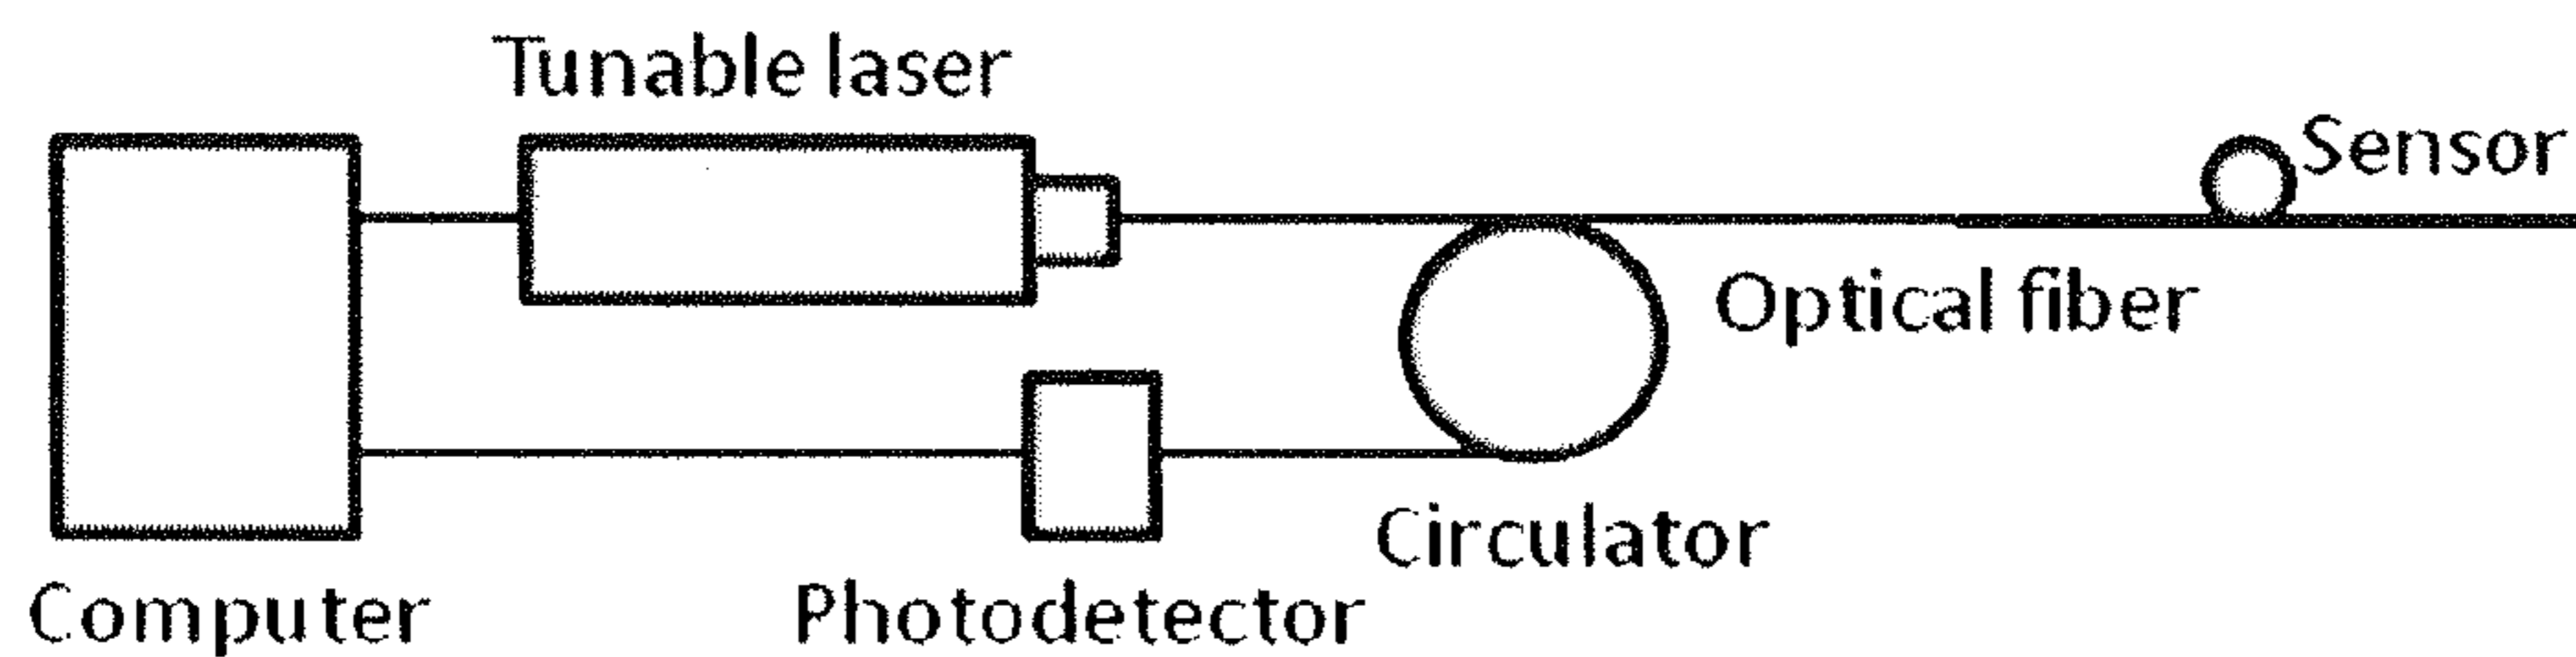 Tunable laser
Sensor
Optical fiber
Circulator
Computer
Photodetector